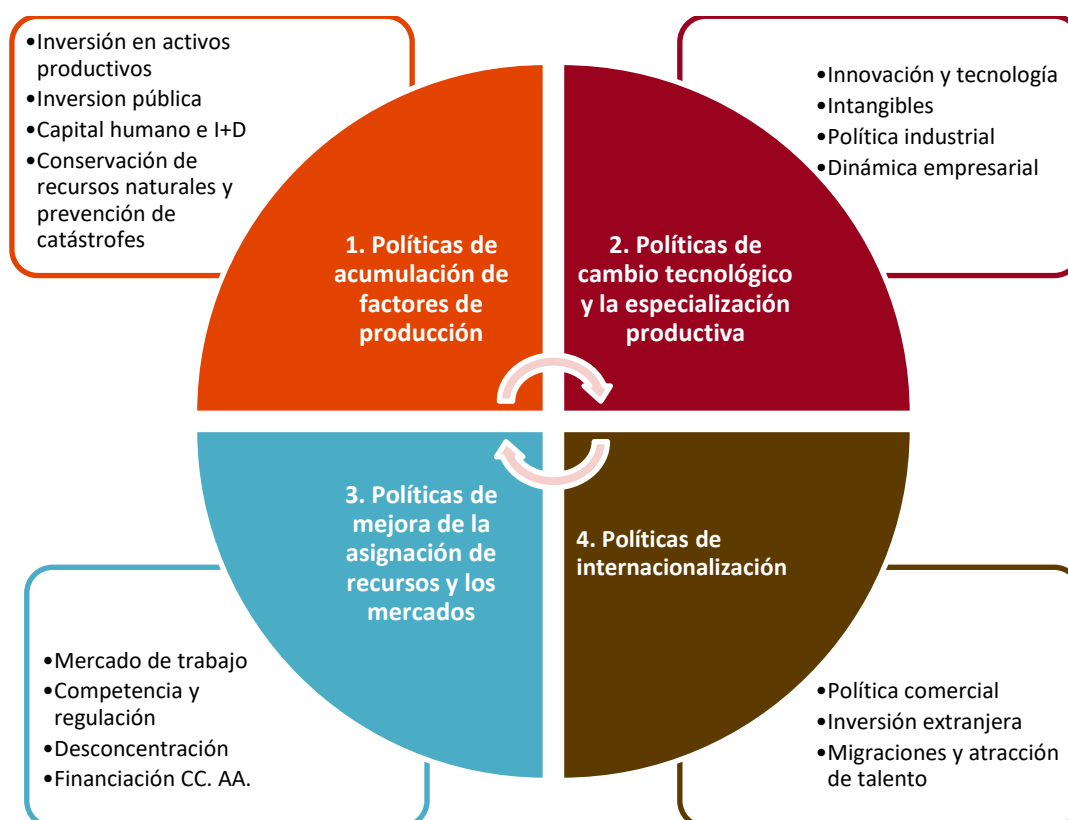 •Inversión en activos
productivos
•Inversion pública
•Capital humano e I+D
•Conservación de
recursos naturales y
prevención de
catástrofes
•Innovación y tecnología
•Intangibles
•Política industrial
•Dinámica empresarial
1. Políticas de
acumulación de
factores de
producción
2. Políticas de
cambio tecnológico
y la especialización
productiva
3. Políticas de
mejora de la
asignación de
recursos y los
mercados
4. Políticas de
internacionalización
•Mercado de trabajo
•Competencia y
regulación
•Desconcentración
•Financiación CC. AA.
•Política comercial
•Inversión extranjera
•Migraciones y atracción
de talento